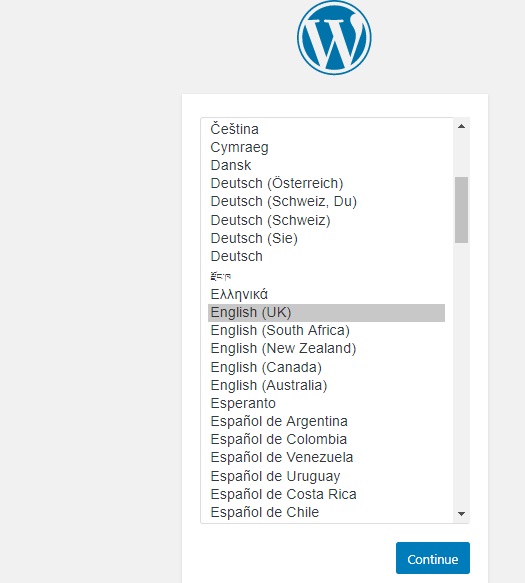 Čeština
Cymraeg
Dansk
Deutsch (Österreich)
Deutsch (Schweiz, Du)
Deutsch (Schweiz)
Deutsch (Sie)
Deutsch
རྫོང་ཁ
Ελληνικά
English (UK)
English (South Africa)
English (New Zealand)
English (Canada)
English (Australia)
Esperanto
Español de Argentina
Español de Colombia
Español de Venezuela
Español de Uruguay
Español de Costa Rica
Español de Chile
Continue